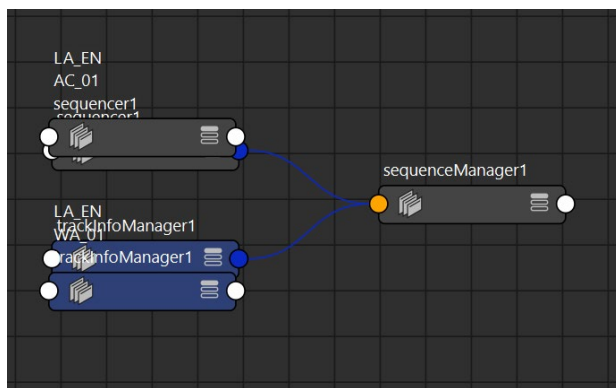 LA_EN
AC_01
sequencer1
sequencer1
sequenceManager1
LA_EN
trackInfoManager1
WA_01
trackInfoManager1